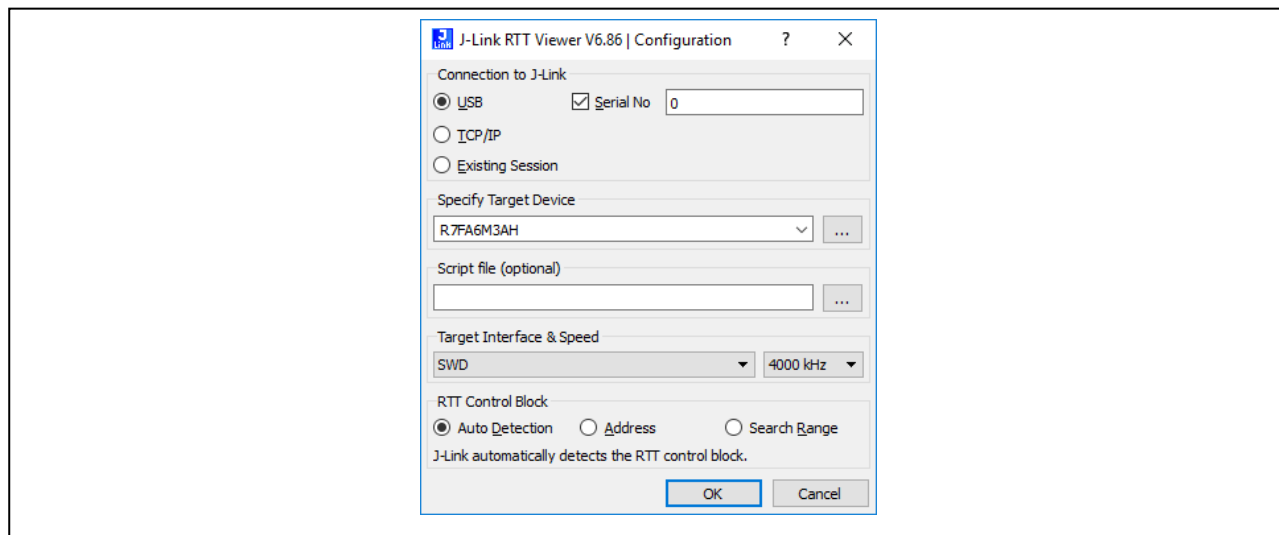 J-Link RTT Viewer V6.86 | Configuration ? X
Connection to J-Link
USB Serial No 0
TCP/IP
Existing Session
Specify Target Device
R7FA6M3AH ...
Script file (optional)
...
Target Interface & Speed
SWD 4000 kHz
RTT Control Block
Auto Detection Address Search Range
J-Link automatically detects the RTT control block.
OK Cancel